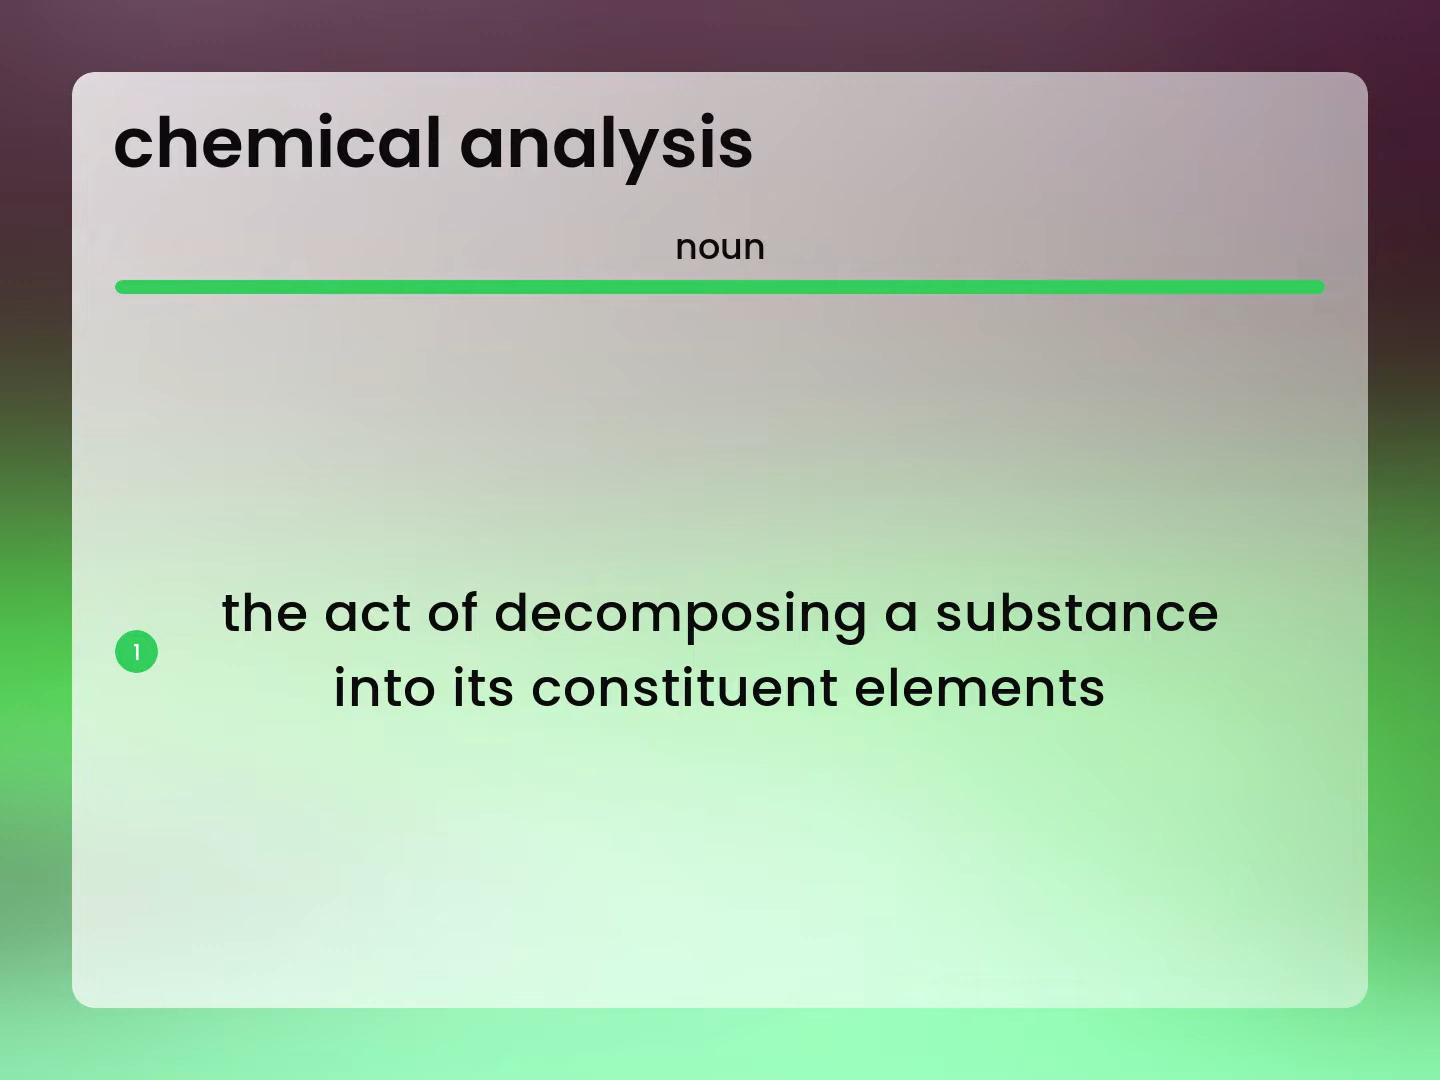 chemical analysis
noun
1
the act of decomposing a substance
into its constituent elements